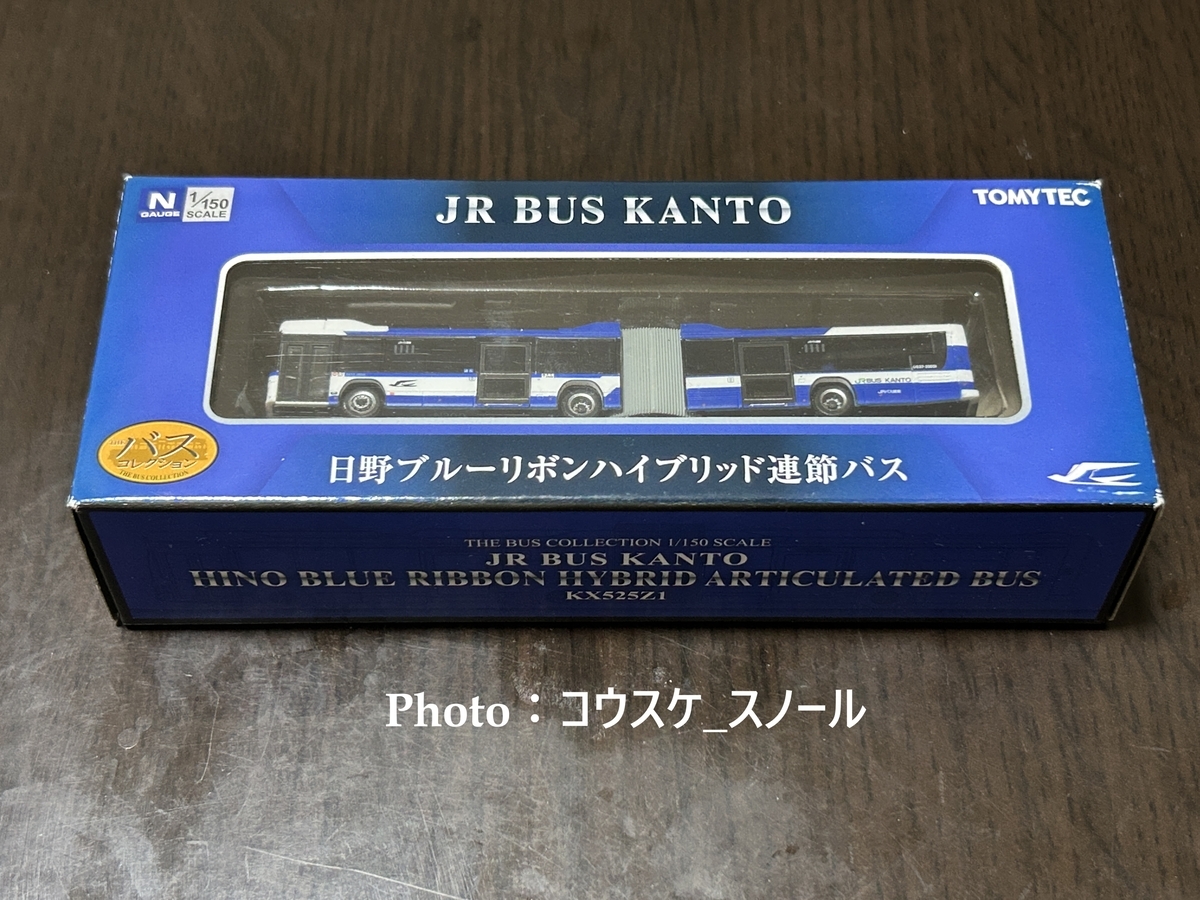 N
GAUGE
1/150
SCALE
JR BUS KANTO
TOMYTEC
JR BUS KANTO
バス
コレクション
THE BUS COLLECTION
日野ブルーリボンハイブリッド連節バス
THE BUS COLLECTION 1/150 SCALE
JR BUS KANTO
HINO BLUE RIBBON HYBRID ARTICULATED BUS
KX525Z1
Photo：コウスケ_スノール